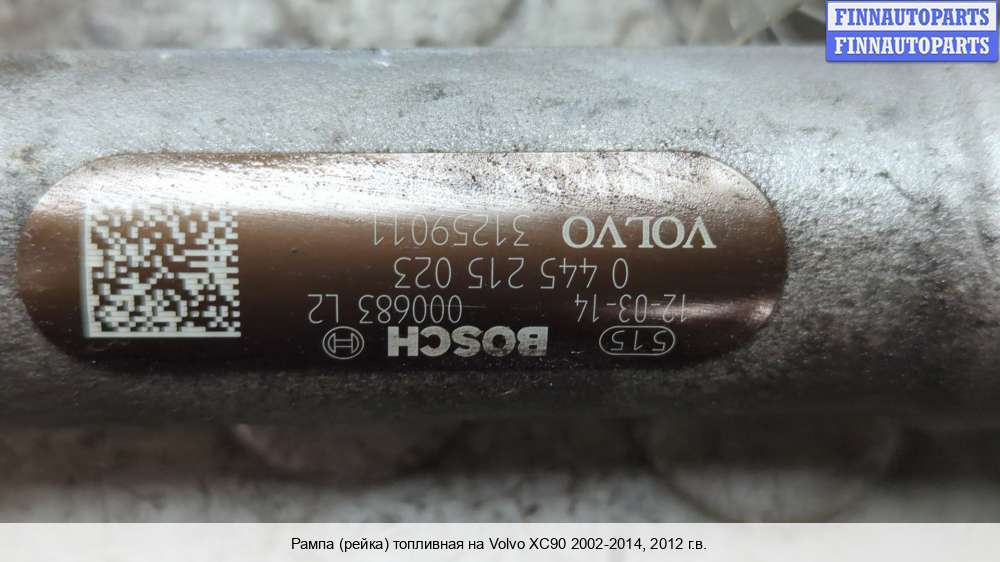 FINNAUTOPARTS
FINNAUTOPARTS
515 BOSCH
12-03-14 000683 L2
0 445 215 023
VOLVO 31259011
Рампа (рейка) топливная на Volvo XC90 2002-2014, 2012 г.в.